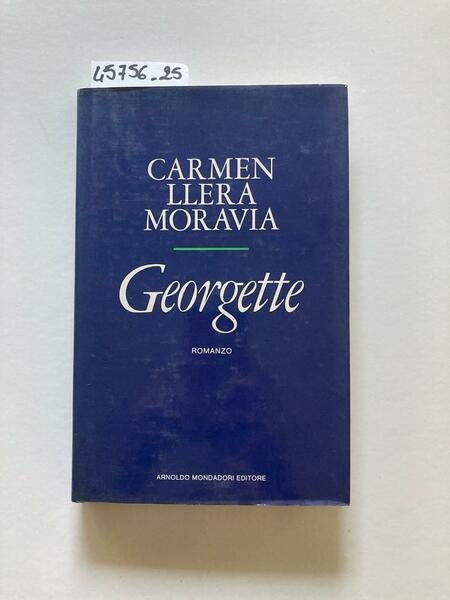 45756_25
CARMEN
LLERA
MORAVIA
Georgette
ROMANZO
ARNOLDO MONDADORI EDITORE